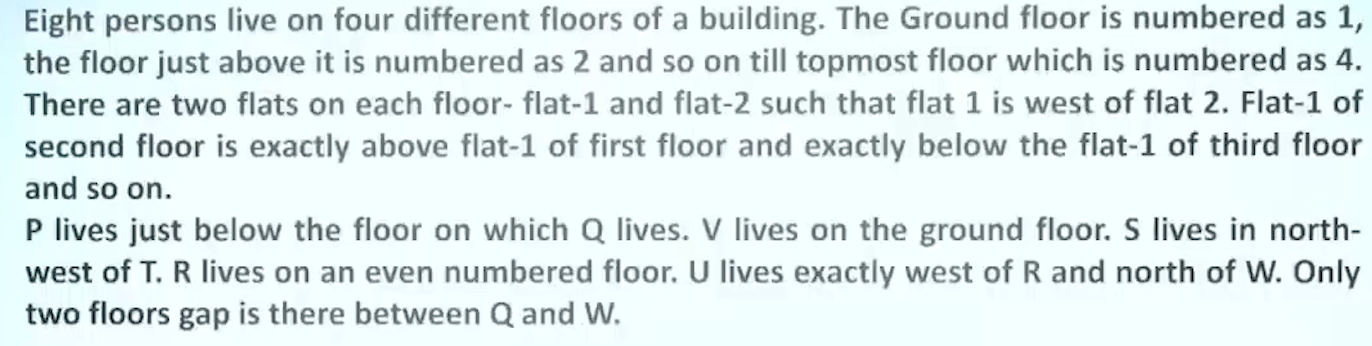 Eight persons live on four different floors of a building. The Ground floor is numbered as 1,
the floor just above it is numbered as 2 and so on till topmost floor which is numbered as 4.
There are two flats on each floor- flat-1 and flat-2 such that flat 1 is west of flat 2. Flat-1 of
second floor is exactly above flat-1 of first floor and exactly below the flat-1 of third floor
and so on.
P lives just below the floor on which Q lives. V lives on the ground floor. S lives in north-
west of T. R lives on an even numbered floor. U lives exactly west of R and north of W. Only
two floors gap is there between Q and W.